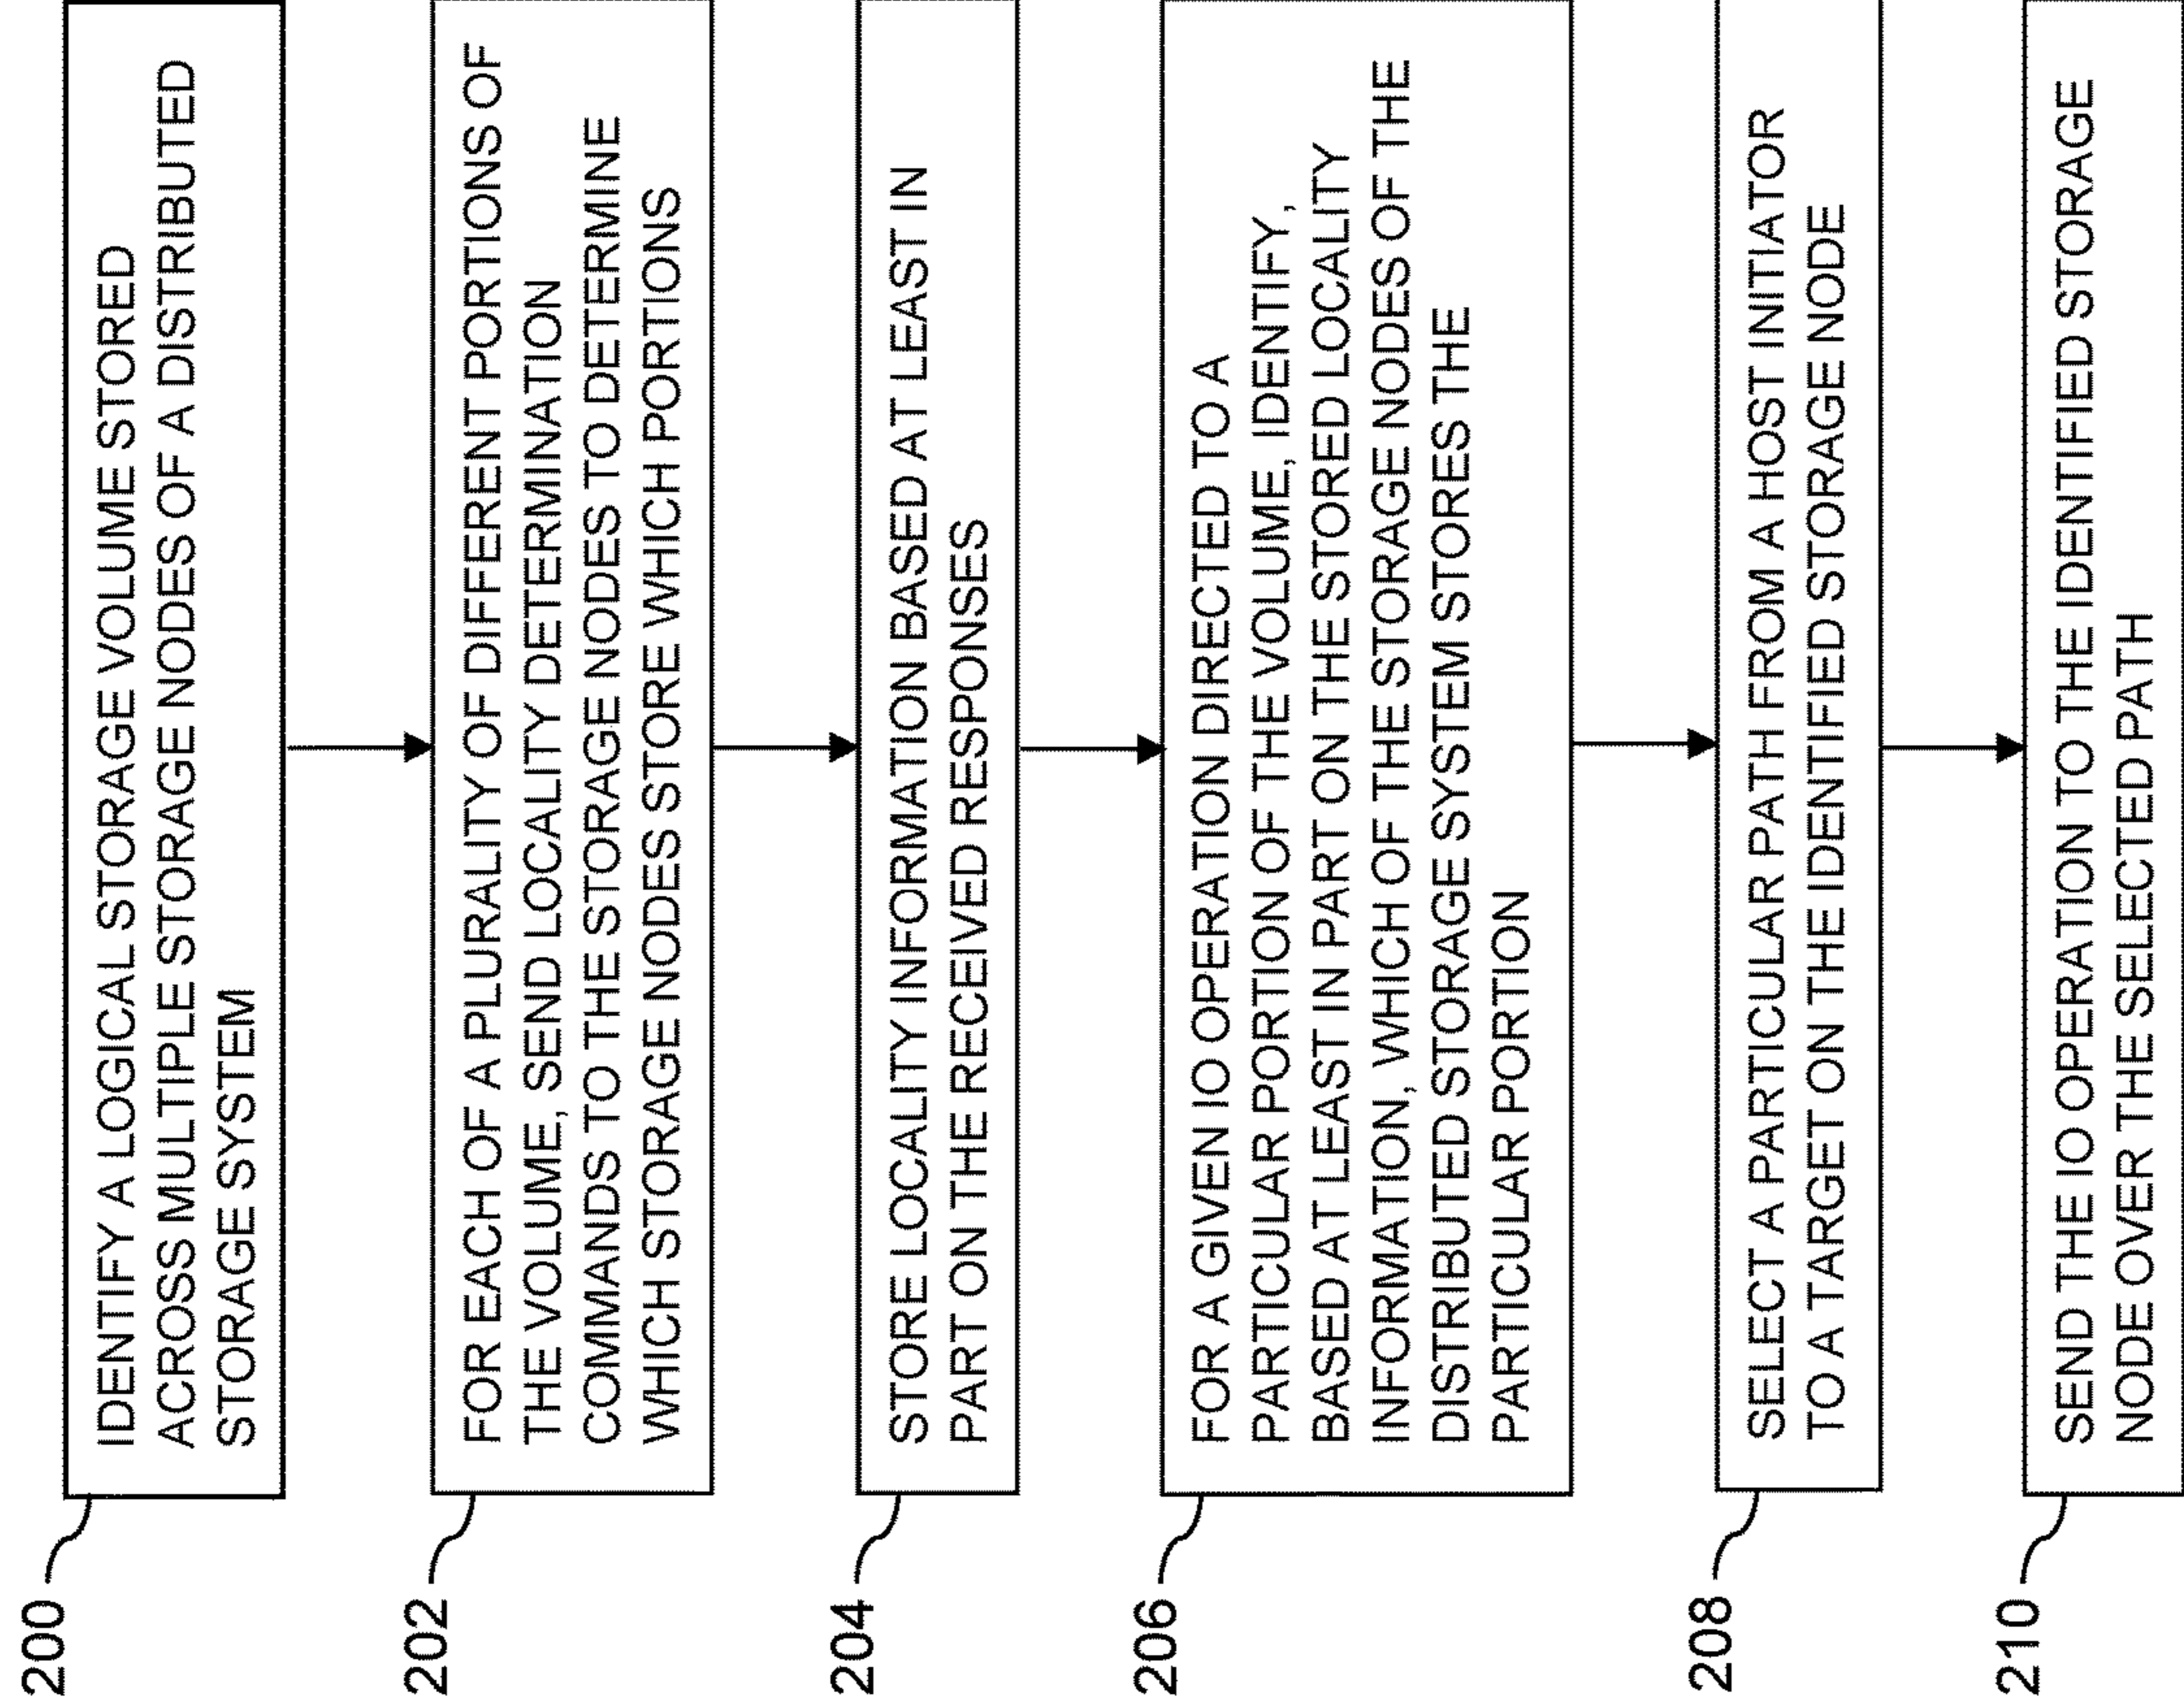 200
IDENTIFY A LOGICAL STORAGE VOLUME STORED
ACROSS MULTIPLE STORAGE NODES OF A DISTRIBUTED
STORAGE SYSTEM
202
FOR EACH OF A PLURALITY OF DIFFERENT PORTIONS OF
THE VOLUME, SEND LOCALITY DETERMINATION
COMMANDS TO THE STORAGE NODES TO DETERMINE
WHICH STORAGE NODES STORE WHICH PORTIONS
204
STORE LOCALITY INFORMATION BASED AT LEAST IN
PART ON THE RECEIVED RESPONSES
206
FOR A GIVEN IO OPERATION DIRECTED TO A
PARTICULAR PORTION OF THE VOLUME, IDENTIFY,
BASED AT LEAST IN PART ON THE STORED LOCALITY
INFORMATION, WHICH OF THE STORAGE NODES OF THE
DISTRIBUTED STORAGE SYSTEM STORES THE
PARTICULAR PORTION
208
SELECT A PARTICULAR PATH FROM A HOST INITIATOR
TO A TARGET ON THE IDENTIFIED STORAGE NODE
210
SEND THE IO OPERATION TO THE IDENTIFIED STORAGE
NODE OVER THE SELECTED PATH